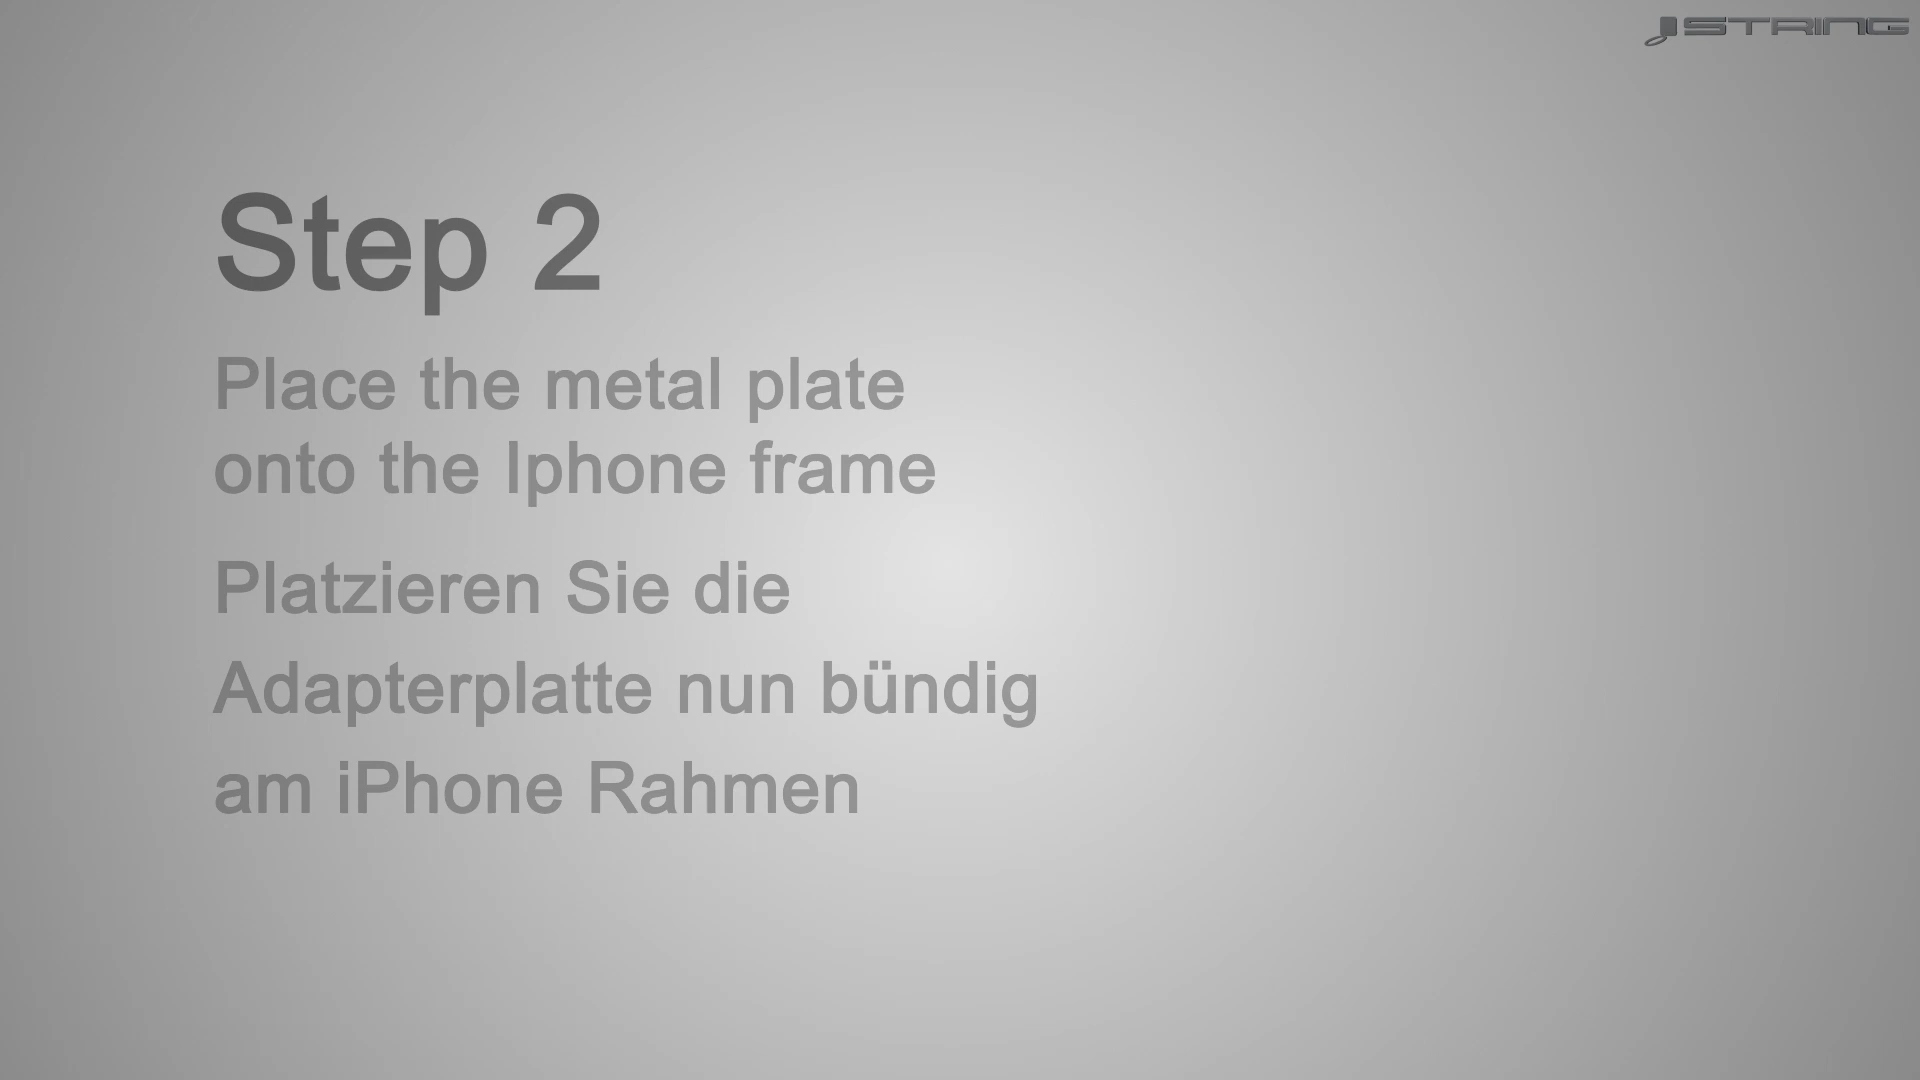 STRING
Step 2
Place the metal plate
onto the Iphone frame
Platzieren Sie die
Adapterplatte nun bündig
am iPhone Rahmen